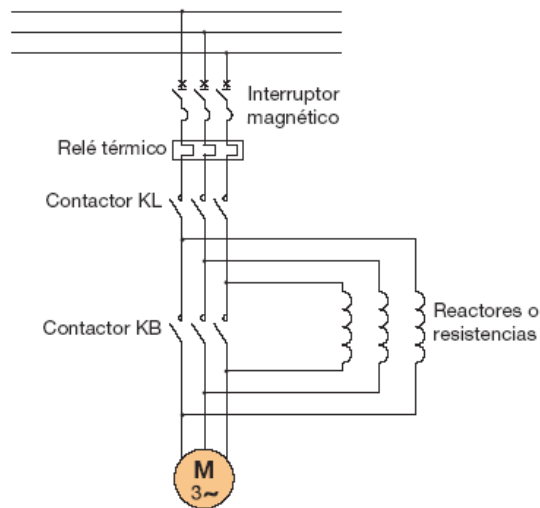 Interruptor
magnético
Relé térmico
Contactor KL
Contactor KB
Reactores o
resistencias
M
3~